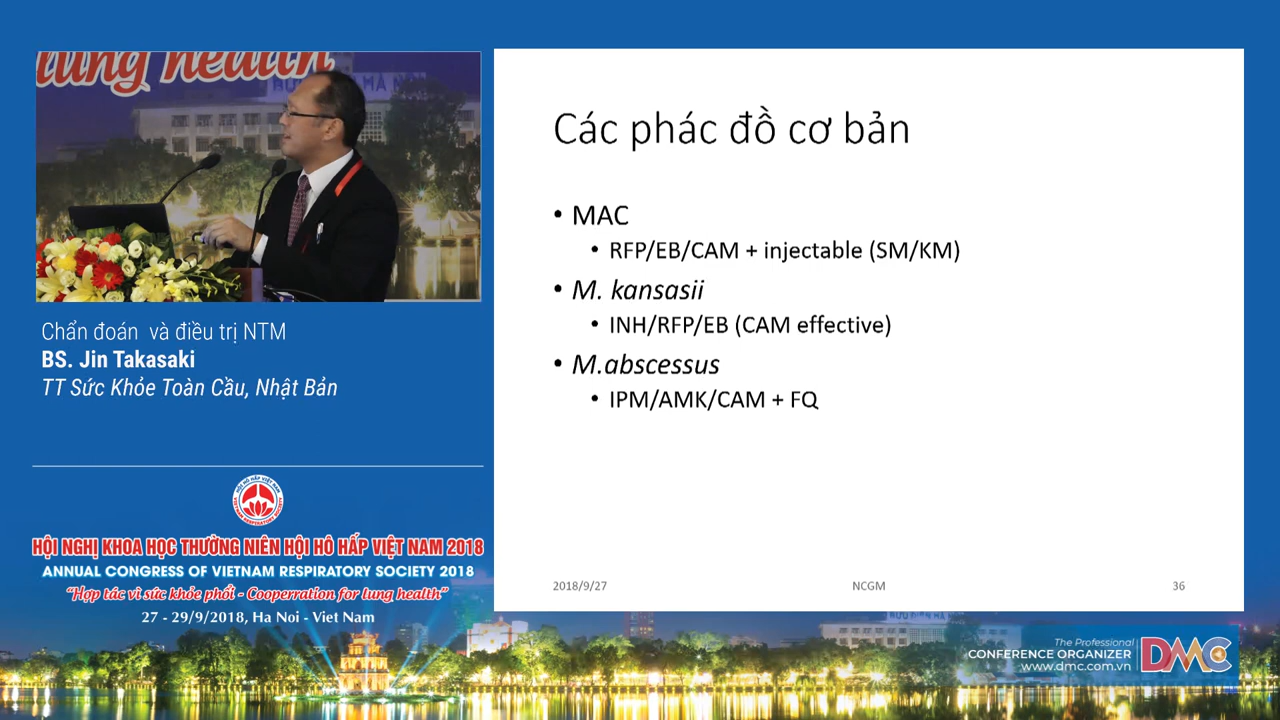 lung health
Chẩn đoán và điều trị NTM
BS. Jin Takasaki
TT Sức Khỏe Toàn Cầu, Nhật Bản
HỘI NGHỊ KHOA HỌC THƯỜNG NIÊN HỘI HÔ HẤP VIỆT NAM 2018
ANNUAL CONGRESS OF VIETNAM RESPIRATORY SOCIETY 2018
“Hợp tác vì sức khỏe phổi - Cooperration for lung health”
27 - 29/9/2018, Ha Noi - Viet Nam
Các phác đồ cơ bản
• MAC
• RFP/EB/CAM + injectable (SM/KM)
• M. kansasii
• INH/RFP/EB (CAM effective)
• M.abscessus
• IPM/AMK/CAM + FQ
2018/9/27 NCGM 36
The Professional
CONFERENCE ORGANIZER
www.dmc.com.vn
DMC